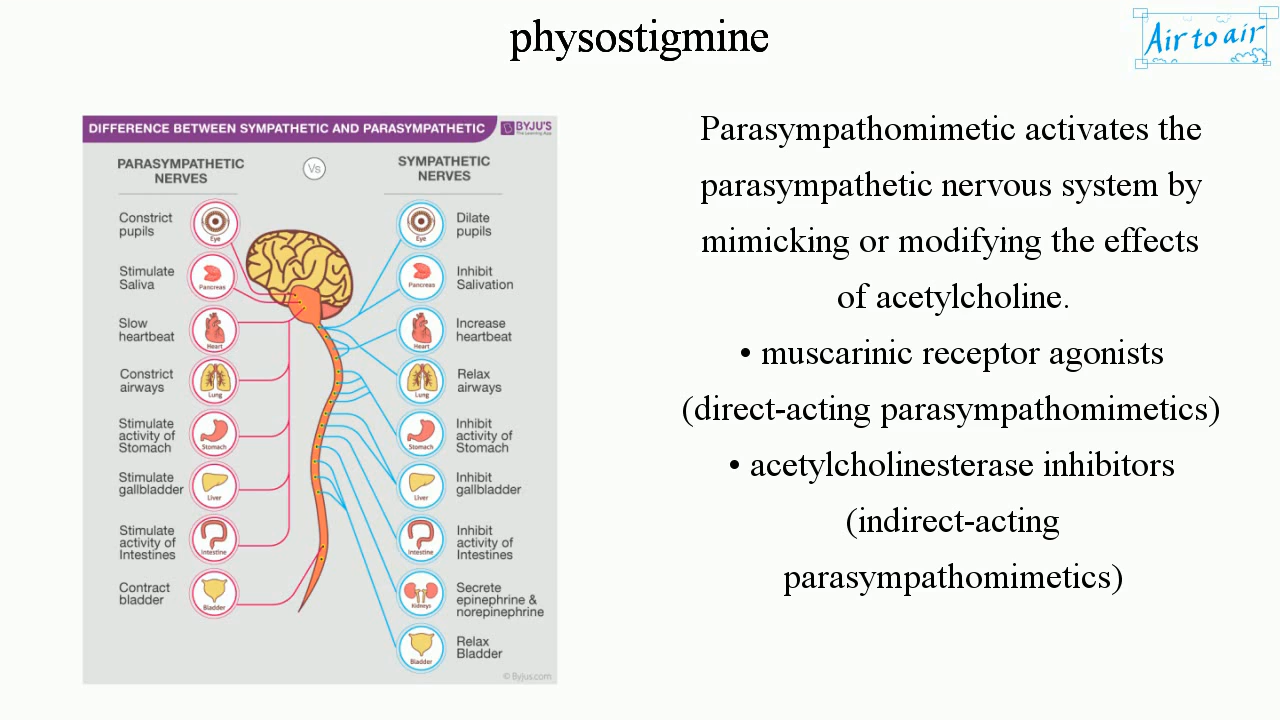 physostigmine
Air to air
DIFFERENCE BETWEEN SYMPATHETIC AND PARASYMPATHETIC
BYJU'S
The Learning App
PARASYMPATHETIC
NERVES
Vs
SYMPATHETIC
NERVES
Constrict
pupils
Eye
Eye
Dilate
pupils
Stimulate
Saliva
Pancreas
Pancreas
Inhibit
Salivation
Slow
heartbeat
Heart
Heart
Increase
heartbeat
Constrict
airways
Lung
Lung
Relax
airways
Stimulate
activity of
Stomach
Stomach
Stomach
Inhibit
activity of
Stomach
Stimulate
gallbladder
Liver
Liver
Inhibit
gallbladder
Stimulate
activity of
Intestines
Intestine
Intestine
Inhibit
activity of
Intestines
Contract
bladder
Bladder
Kidneys
Secrete
epinephrine &
norepinephrine
Bladder
Relax
Bladder
© Byjus.com
Parasympathomimetic activates the
parasympathetic nervous system by
mimicking or modifying the effects
of acetylcholine.
• muscarinic receptor agonists
(direct-acting parasympathomimetics)
• acetylcholinesterase inhibitors
(indirect-acting
parasympathomimetics)